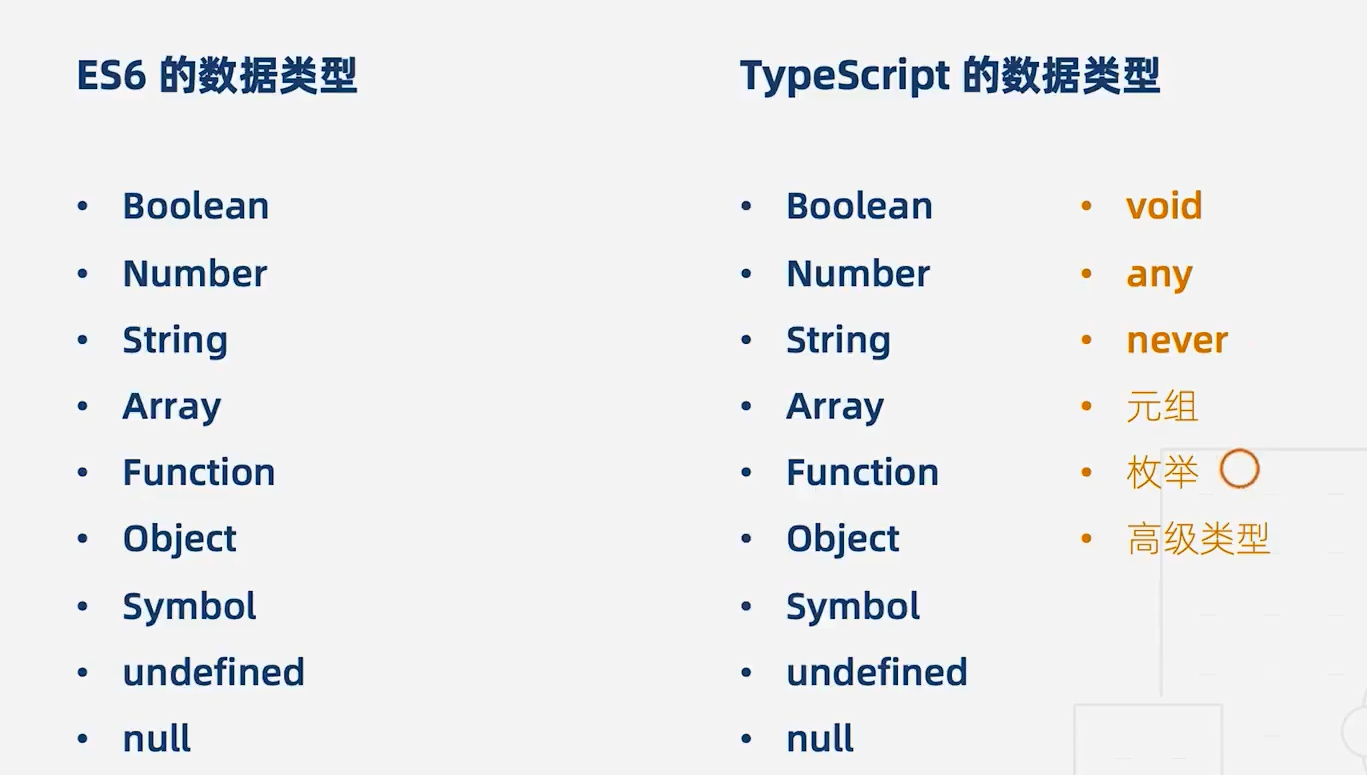 ES6 的数据类型
• Boolean
• Number
• String
• Array
• Function
• Object
• Symbol
• undefined
• null
TypeScript 的数据类型
• Boolean
• Number
• String
• Array
• Function
• Object
• Symbol
• undefined
• null
• void
• any
• never
• 元组
• 枚举
• 高级类型